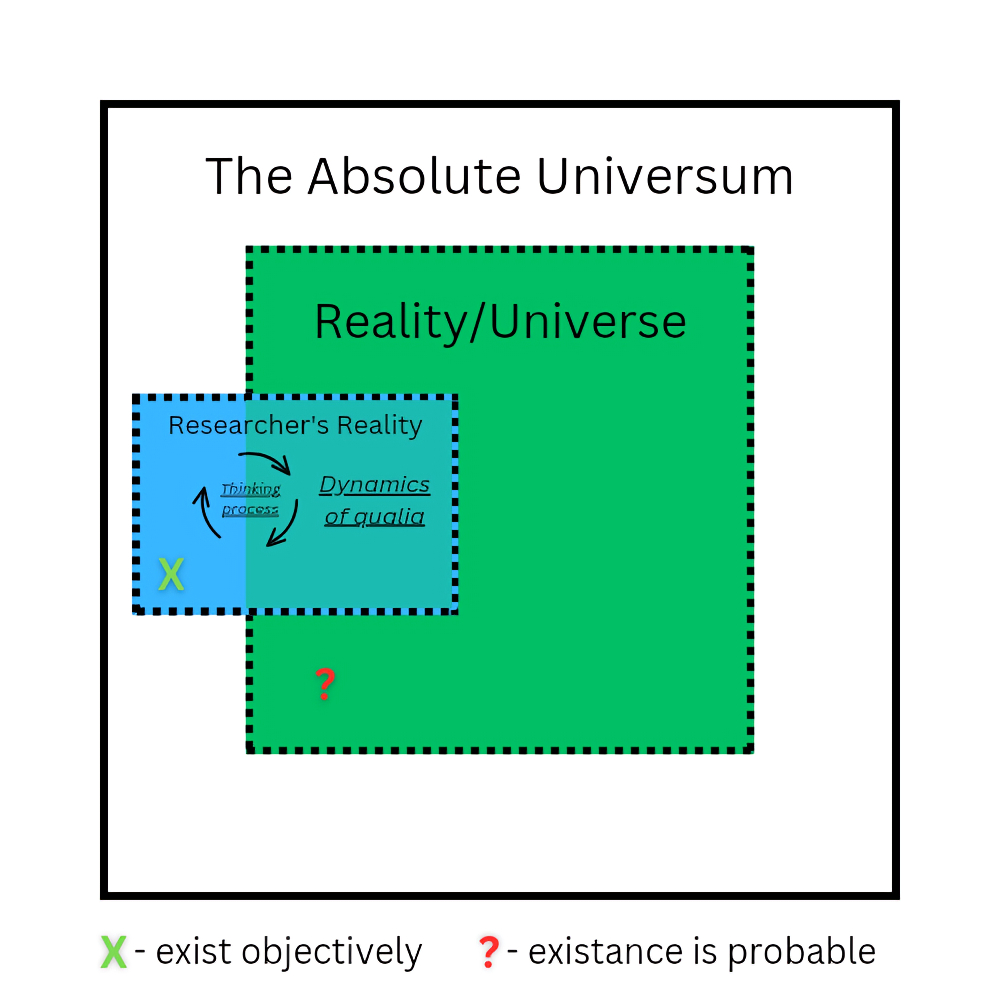 The Absolute Universum
Reality/Universe
Researcher's Reality
Thinking
process
Dynamics
of qualia
X
?
X - exist objectively
? - existance is probable